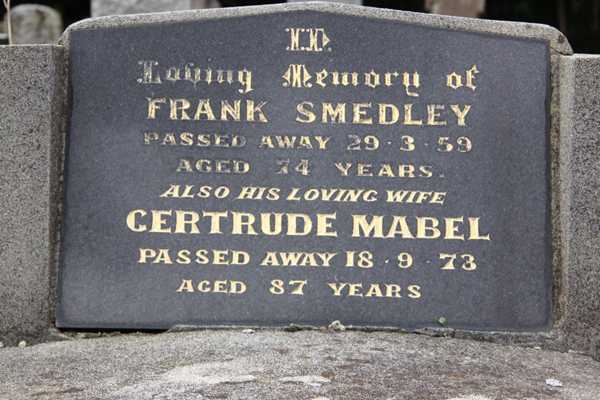 In
Loving Memory of
FRANK SMEDLEY
PASSED AWAY 29·3·59
AGED 74 YEARS.
ALSO HIS LOVING WIFE
GERTRUDE MABEL
PASSED AWAY 18·9·73
AGED 87 YEARS